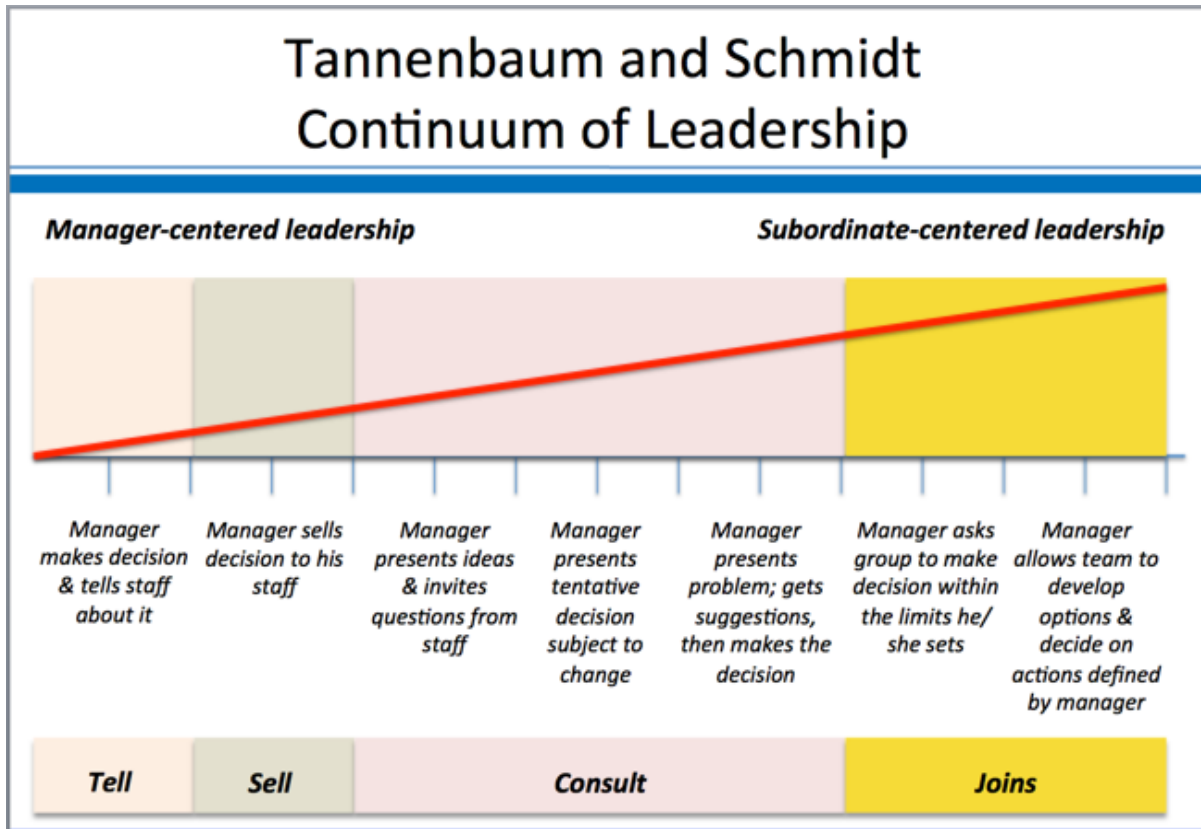 Tannenbaum and Schmidt
Continuum of Leadership
Manager-centered leadership
Subordinate-centered leadership
Manager
makes decision
& tells staff
about it
Manager sells
decision to his
staff
Manager
presents ideas
& invites
questions from
staff
Manager
presents
tentative
decision
subject to
change
Manager
presents
problem; gets
suggestions,
then makes the
decision
Manager asks
group to make
decision within
the limits he/
she sets
Manager
allows team to
develop
options &
decide on
actions defined
by manager
Tell
Sell
Consult
Joins